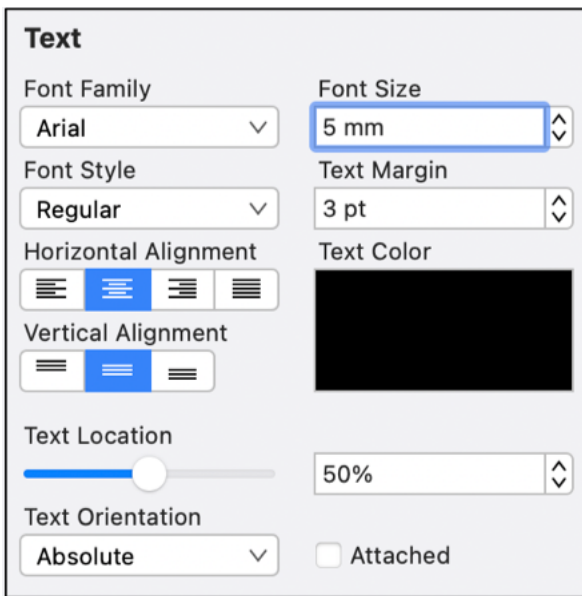 Text
Font Family Font Size
Arial 5 mm
Font Style Text Margin
Regular 3 pt
Horizontal Alignment Text Color
Vertical Alignment
Text Location
50%
Text Orientation
Absolute Attached